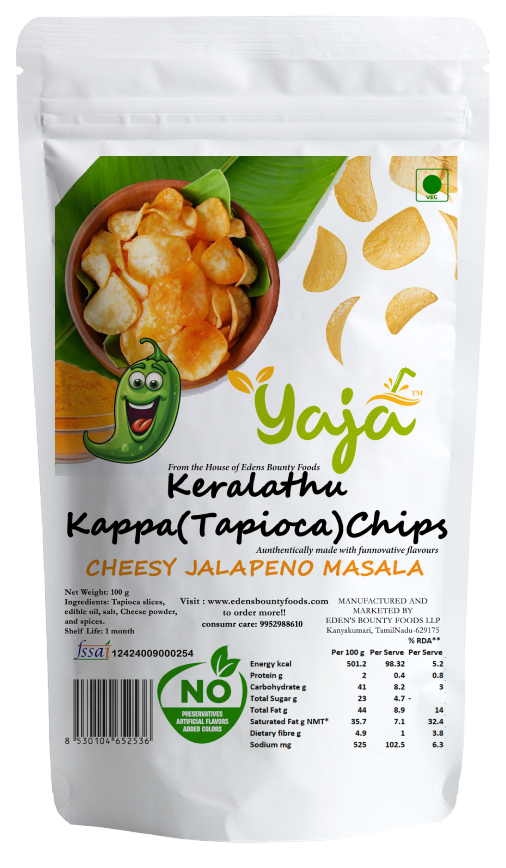 VEG
yaja TM
From the House of Edens Bounty Foods
Keralathu
Kappa(Tapioca)Chips
Aunthentically made with funnovative flavours
CHEESY JALAPENO MASALA
Net Weight: 100 g
Ingredients: Tapioca slices,
edible oil, salt, Cheese powder,
and spices.
Shelf Life: 1 month
Visit : www.edensbountyfoods.com
to order more!!
consumr care: 9952988610
MANUFACTURED AND
MARKETED BY
EDEN'S BOUNTY FOODS LLP
Kanyakumari, TamilNadu-629175
fssai 12424009000254
8 530104 652536
NO
PRESERVATIVES
ARTIFICIAL FLAVORS
ADDED COLORS
% RDA**
Per 100 g Per Serve Per Serve
Energy kcal 501.2 98.32 5.2
Protein g 2 0.4 0.8
Carbohydrate g 41 8.2 3
Total Sugar g 23 4.7 -
Total Fat g 44 8.9 14
Saturated Fat g NMT* 35.7 7.1 32.4
Dietary fibre g 4.9 1 3.8
Sodium mg 525 102.5 6.3